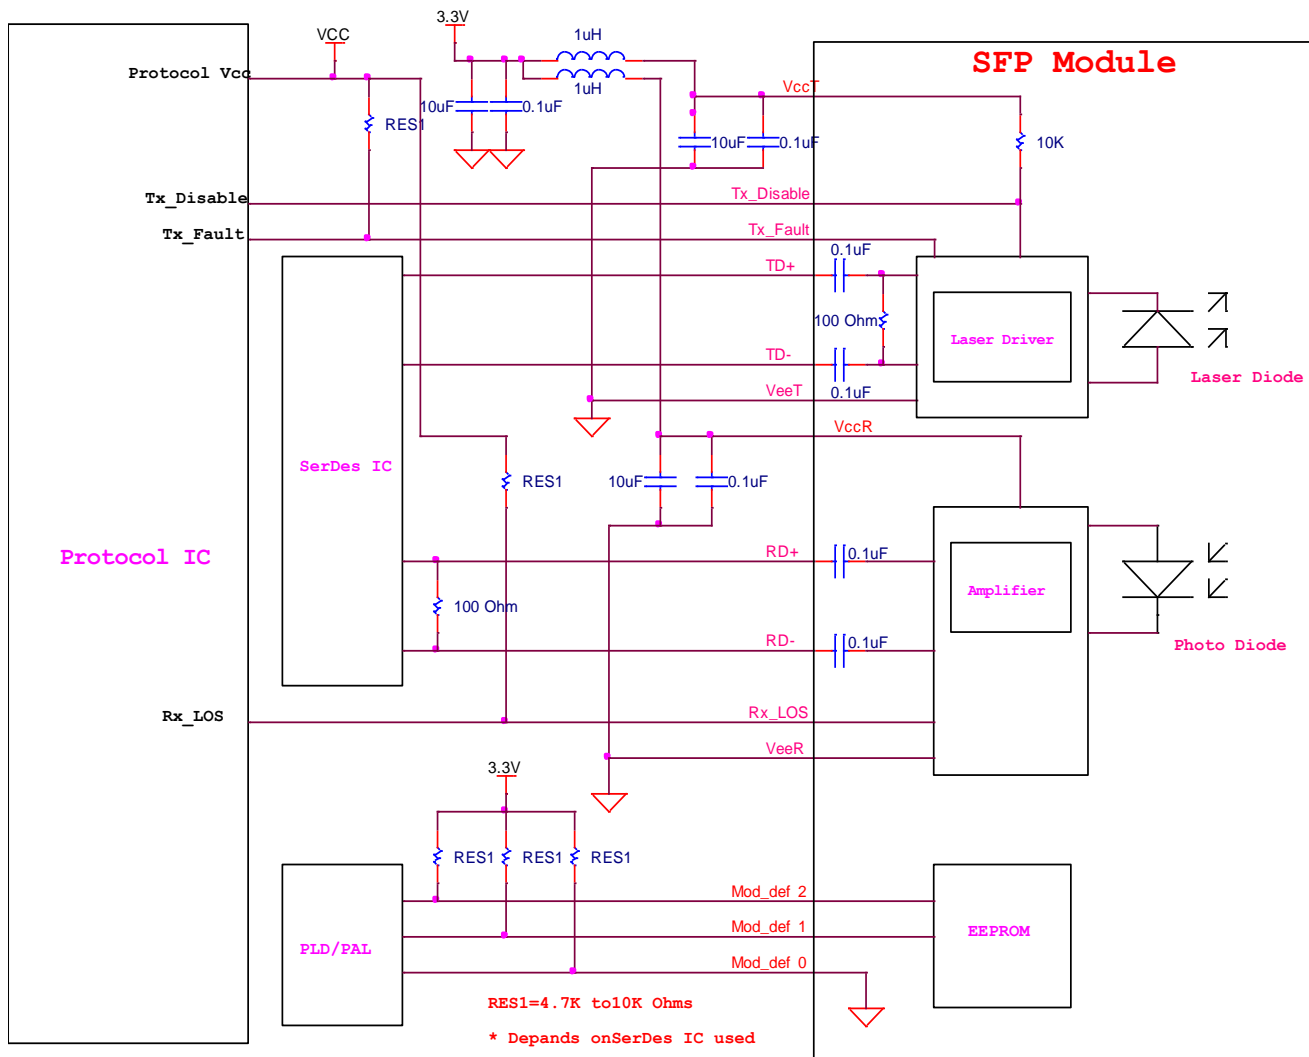 3.3V
VCC
1uH
SFP Module
Protocol Vcc
1uH
VccT
10uF
0.1uF
RES1
10uF
0.1uF
10K
Tx_Disable
Tx_Disable
Tx_Fault
Tx_Fault
0.1uF
TD+
100 Ohm
Laser Driver
TD-
Laser Diode
VeeT
0.1uF
VccR
SerDes IC
RES1
10uF
0.1uF
Protocol IC
RD+
0.1uF
Amplifier
100 Ohm
RD-
0.1uF
Photo Diode
Rx_LOS
Rx_LOS
VeeR
3.3V
RES1
RES1
RES1
Mod_def 2
Mod_def 1
EEPROM
PLD/PAL
Mod_def 0
RES1=4.7K to10K Ohms
* Depands onSerDes IC used